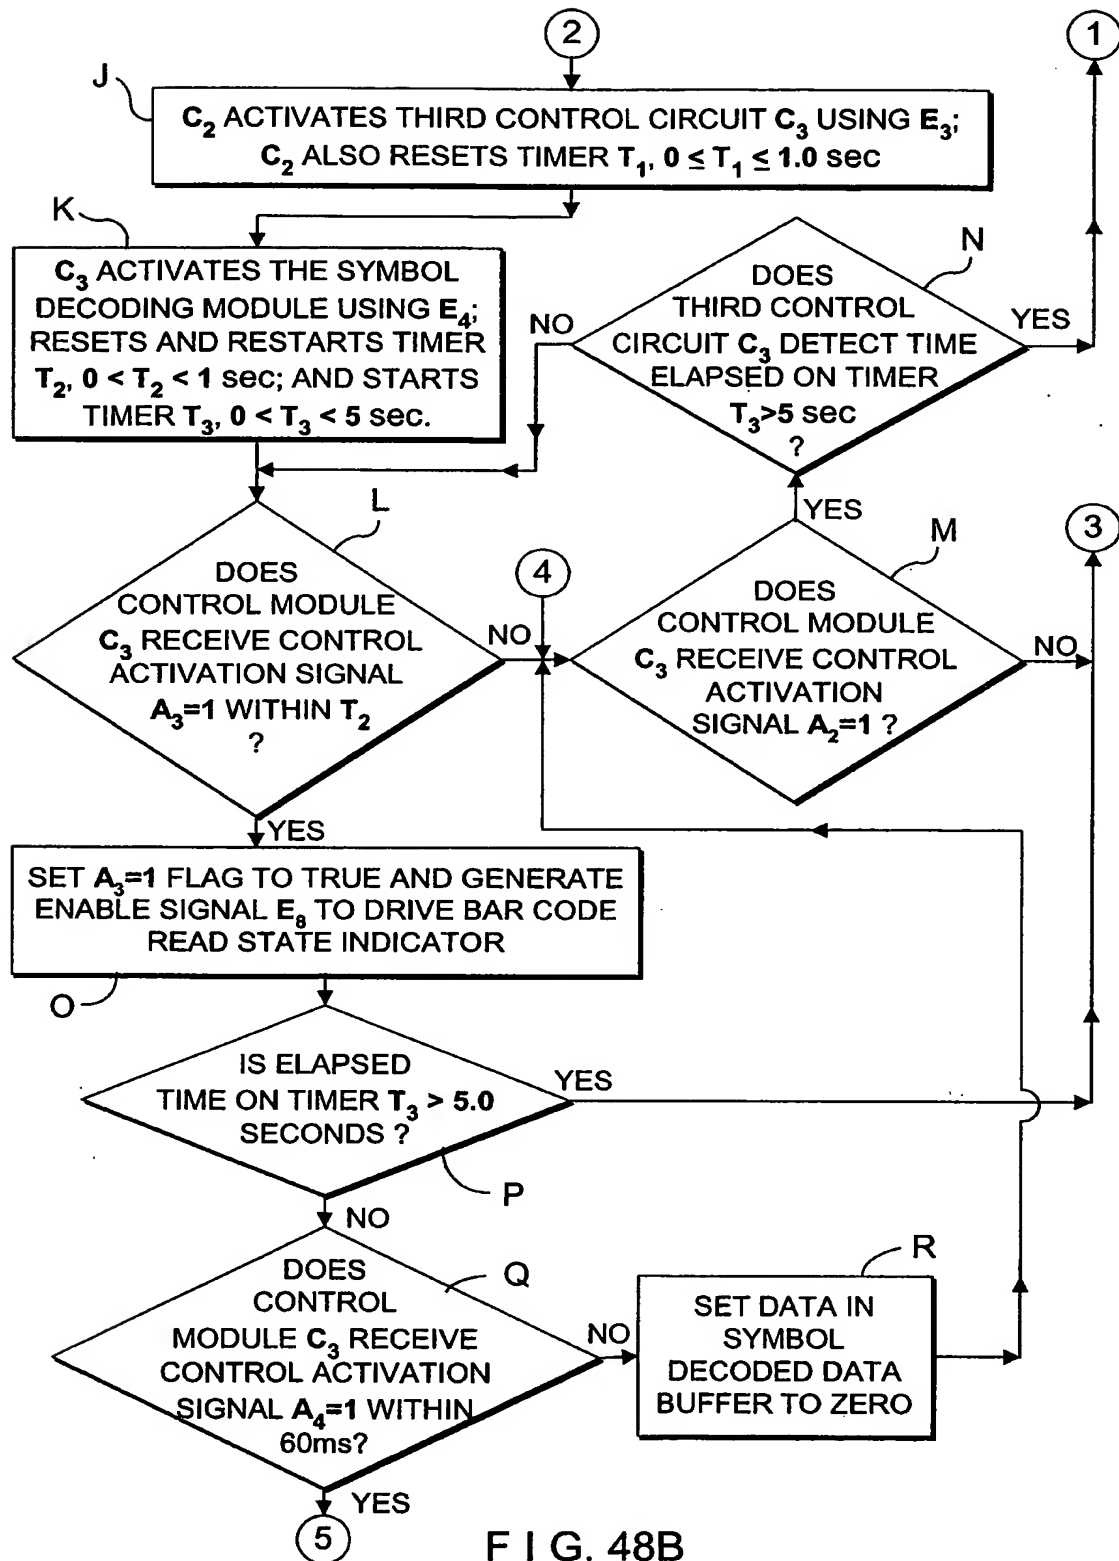 2
1
J
C₂ ACTIVATES THIRD CONTROL CIRCUIT C₃ USING E₃;
C₂ ALSO RESETS TIMER T₁, 0 ≤ T₁ ≤ 1.0 sec
K
C₃ ACTIVATES THE SYMBOL
DECODING MODULE USING E₄;
RESETS AND RESTARTS TIMER
T₂, 0 < T₂ < 1 sec; AND STARTS
TIMER T₃, 0 < T₃ < 5 sec.
N
DOES
THIRD CONTROL
CIRCUIT C₃ DETECT TIME
ELAPSED ON TIMER
T₃>5 sec
?
NO
YES
L
DOES
CONTROL MODULE
C₃ RECEIVE CONTROL
ACTIVATION SIGNAL
A₃=1 WITHIN T₂
?
NO
4
YES
M
DOES
CONTROL MODULE
C₃ RECEIVE CONTROL
ACTIVATION
SIGNAL A₂=1 ?
NO
3
YES
SET A₃=1 FLAG TO TRUE AND GENERATE
ENABLE SIGNAL E₈ TO DRIVE BAR CODE
READ STATE INDICATOR
O
IS ELAPSED
TIME ON TIMER T₃ > 5.0
SECONDS ?
YES
P
NO
Q
DOES
CONTROL
MODULE C₃ RECEIVE
CONTROL ACTIVATION
SIGNAL A₄=1 WITHIN
60ms?
NO
R
SET DATA IN
SYMBOL
DECODED DATA
BUFFER TO ZERO
YES
5
F I G. 48B